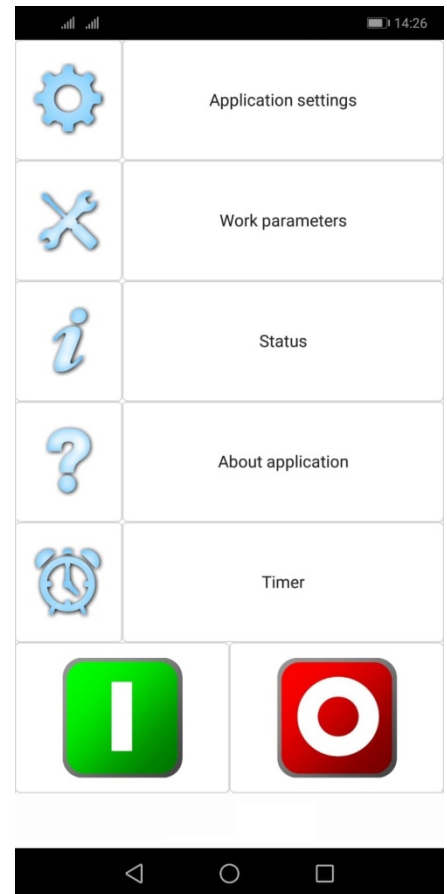 14:26
Application settings
Work parameters
Status
About application
Timer